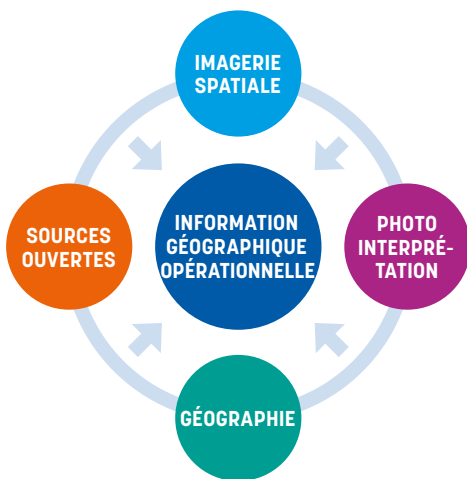 IMAGERIE
SPATIALE
SOURCES
OUVERTES
INFORMATION
GÉOGRAPHIQUE
OPÉRATIONNELLE
PHOTO
INTERPRÉ-
TATION
GÉOGRAPHIE